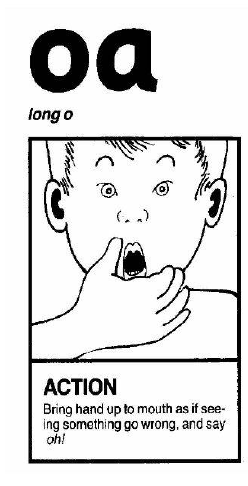 oa
long o
ACTION
Bring hand up to mouth as if see-
ing something go wrong, and say
oh!